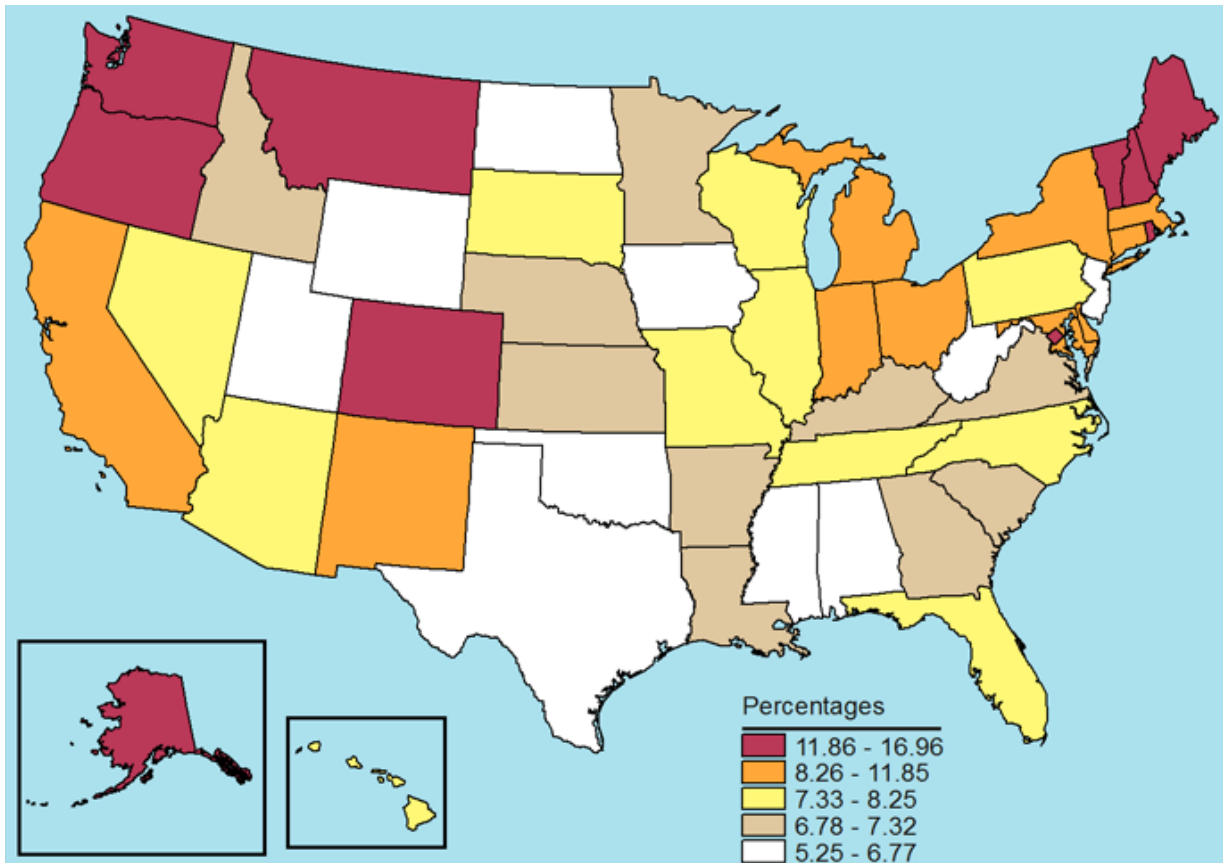 Percentages
11.86 - 16.96
8.26 - 11.85
7.33 - 8.25
6.78 - 7.32
5.25 - 6.77